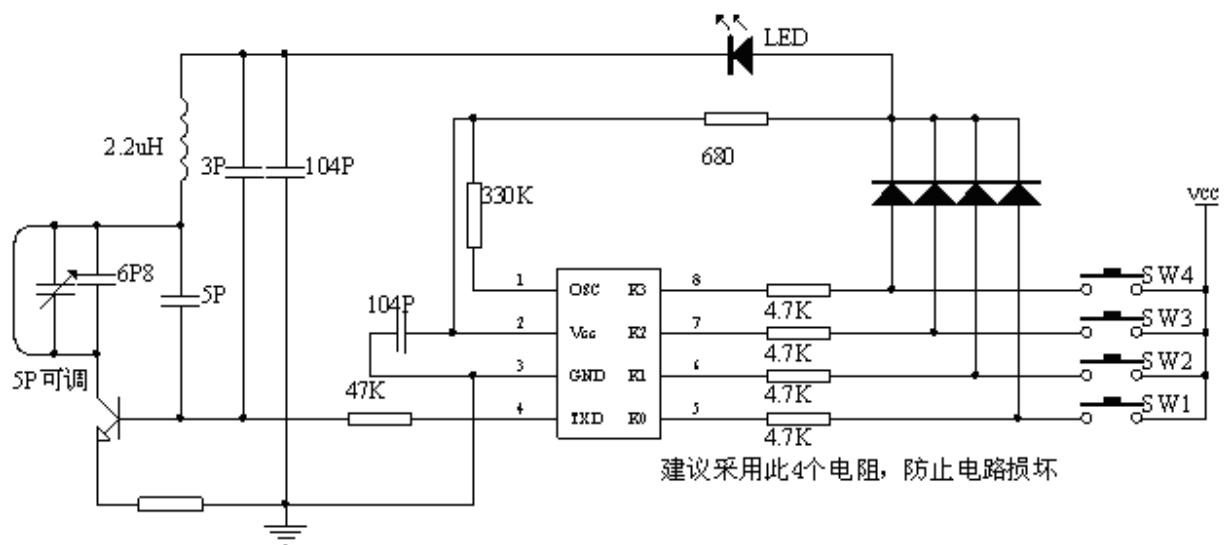 LED
2.2uH
3P
104P
680
330K
VCC
6P8
5P
104P
1
OSC
K3
8
4.7K
SW4
2
Vcc
K2
7
4.7K
SW3
3
GND
K1
6
4.7K
SW2
5P可调
47K
4
TXD
K0
5
4.7K
SW1
建议采用此4个电阻，防止电路损坏